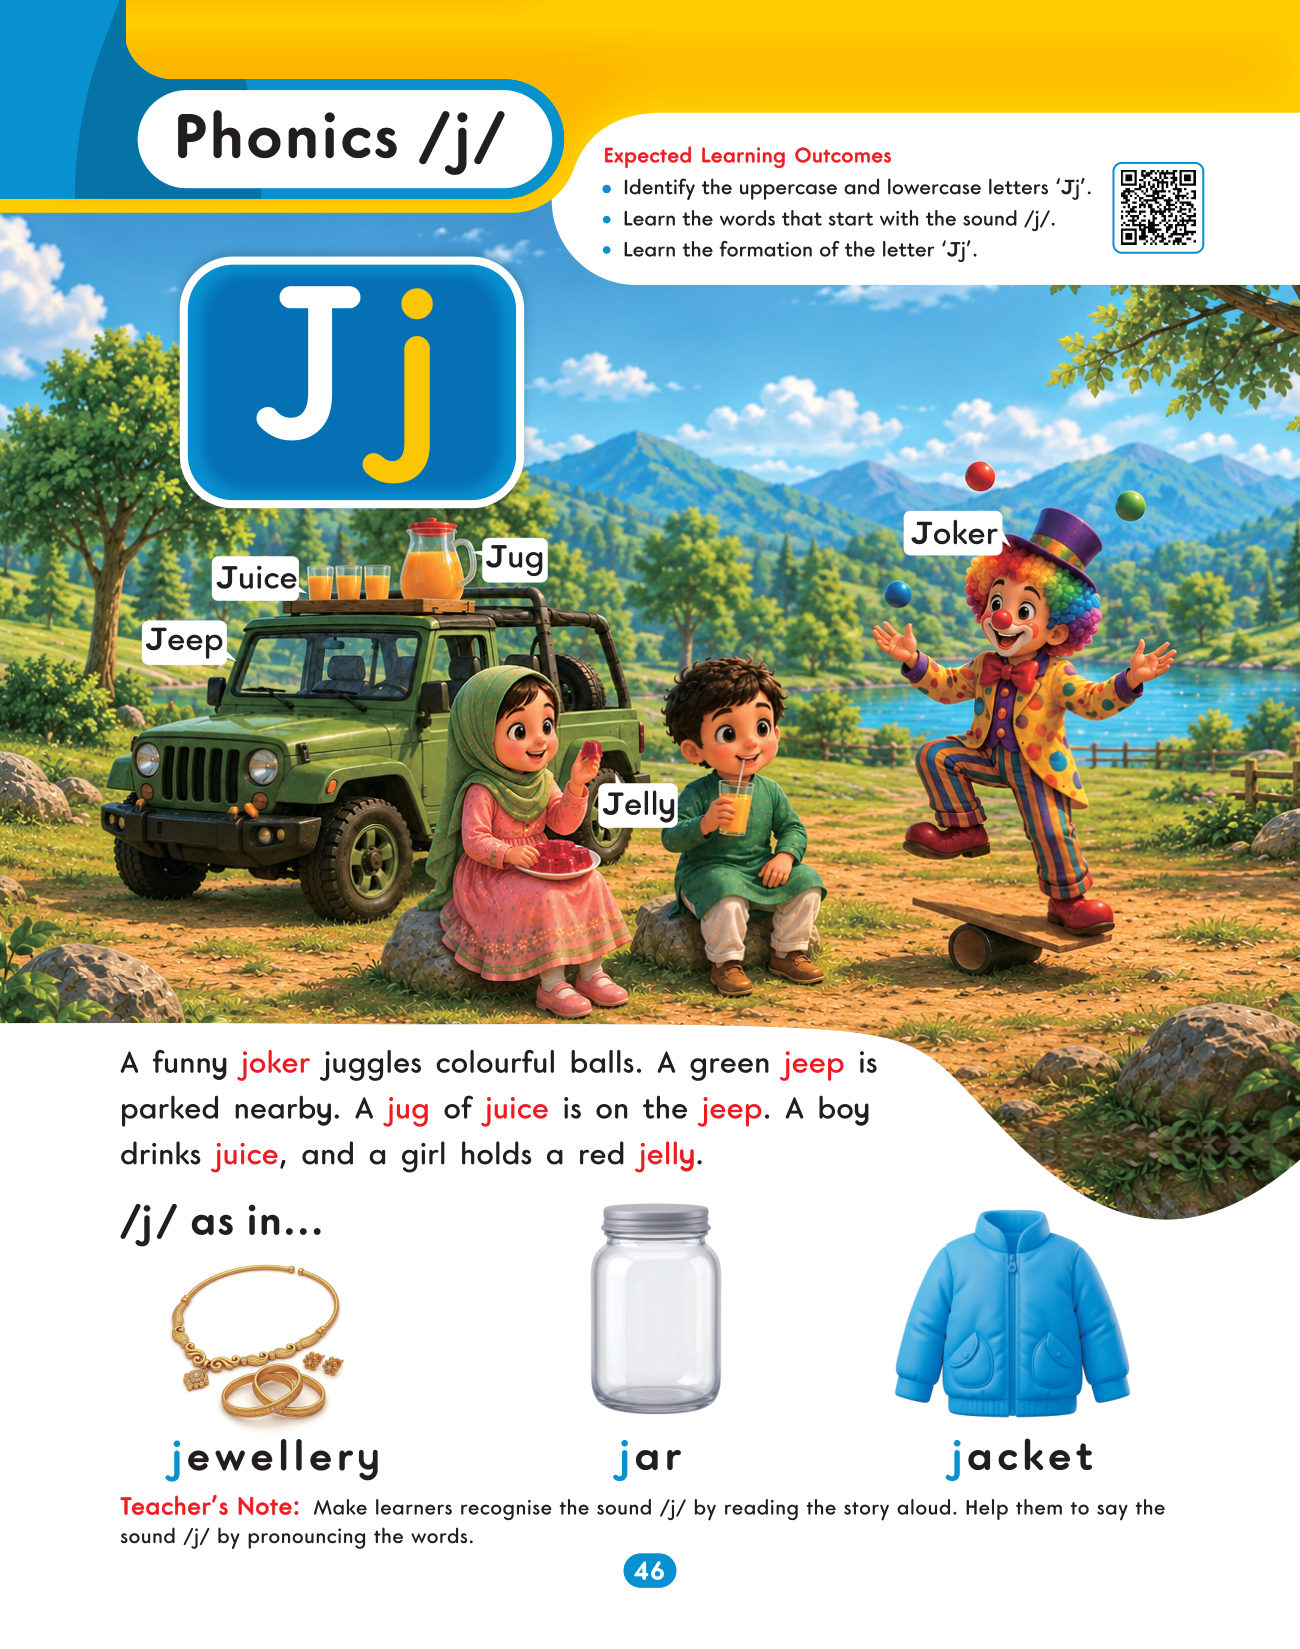 Phonics /j/
Expected Learning Outcomes
• Identify the uppercase and lowercase letters ‘Jj’.
• Learn the words that start with the sound /j/.
• Learn the formation of the letter ‘Jj’.
Jj
Joker
Jug
Juice
Jeep
Jelly
A funny joker juggles colourful balls. A green jeep is
parked nearby. A jug of juice is on the jeep. A boy
drinks juice, and a girl holds a red jelly.
/j/ as in...
jewellery
jar
jacket
Teacher’s Note: Make learners recognise the sound /j/ by reading the story aloud. Help them to say the
sound /j/ by pronouncing the words.
46